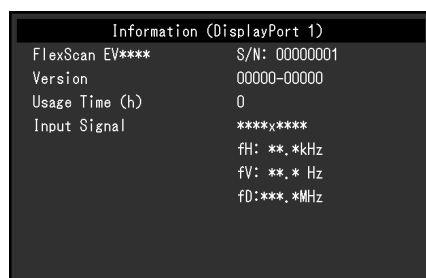 Information (DisplayPort 1)
FlexScan EV**** S/N: 00000001
Version 00000-00000
Usage Time (h) 0
Input Signal ****x****
fH: **.*kHz
fV: **.* Hz
fD:***.*MHz